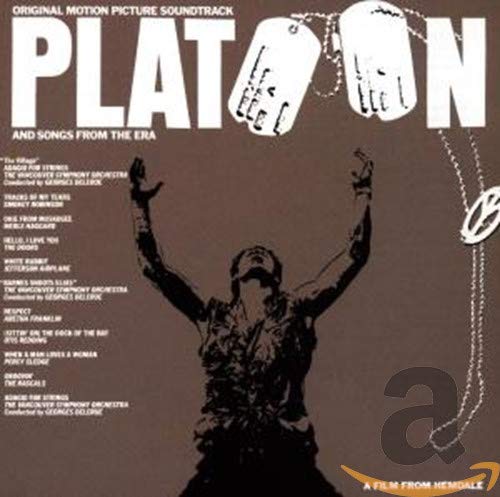 ORIGINAL MOTION PICTURE SOUNDTRACK
PLATOON
AND SONGS FROM THE ERA
"The Village"
ADAGIO FOR STRINGS
THE VANCOUVER SYMPHONY ORCHESTRA
Conducted by GEORGES DELERUE
TRACKS OF MY TEARS
SMOKEY ROBINSON
OKIE FROM MUSKOGEE
MERLE HAGGARD
HELLO, I LOVE YOU
THE DOORS
WHITE RABBIT
JEFFERSON AIRPLANE
"BARNES SHOOTS ELIAS"
THE VANCOUVER SYMPHONY ORCHESTRA
Conducted by GEORGES DELERUE
RESPECT
ARETHA FRANKLIN
(SITTIN' ON) THE DOCK OF THE BAY
OTIS REDDING
WHEN A MAN LOVES A WOMAN
PERCY SLEDGE
GROOVIN'
THE RASCALS
ADAGIO FOR STRINGS
THE VANCOUVER SYMPHONY ORCHESTRA
Conducted by GEORGES DELERUE
A FILM FROM HEMDALE
a